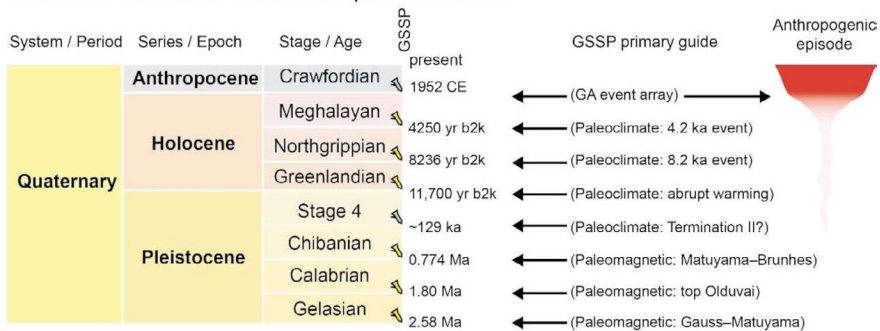 System / Period Series / Epoch Stage / Age GSSP GSSP primary guide Anthropogenic episode
present
Anthropocene Crawfordian
1952 CE (GA event array)
Meghalayan
4250 yr b2k (Paleoclimate: 4.2 ka event)
Holocene Northgrippian
8236 yr b2k (Paleoclimate: 8.2 ka event)
Greenlandian
Quaternary
11,700 yr b2k (Paleoclimate: abrupt warming)
Stage 4
~129 ka (Paleoclimate: Termination II?)
Pleistocene Chibanian
0.774 Ma (Paleomagnetic: Matuyama–Brunhes)
Calabrian
1.80 Ma (Paleomagnetic: top Olduvai)
Gelasian
2.58 Ma (Paleomagnetic: Gauss–Matuyama)